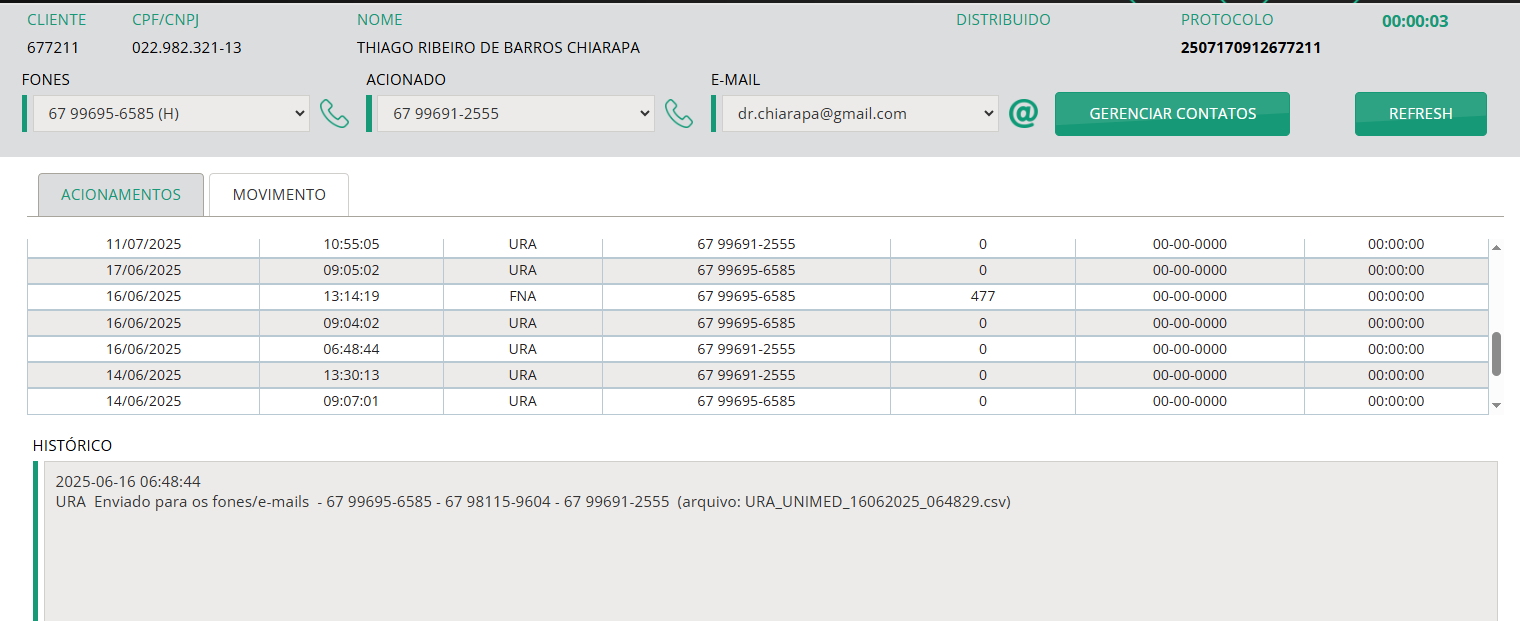 CLIENTE CPF/CNPJ NOME DISTRIBUIDO PROTOCOLO 00:00:03
677211 022.982.321-13 THIAGO RIBEIRO DE BARROS CHIARAPA 2507170912677211
FONES ACIONADO E-MAIL
67 99695-6585 (H) 67 99691-2555 dr.chiarapa@gmail.com @ GERENCIAR CONTATOS REFRESH
ACIONAMENTOS MOVIMENTO
11/07/2025 10:55:05 URA 67 99691-2555 0 00-00-0000 00:00:00
17/06/2025 09:05:02 URA 67 99695-6585 0 00-00-0000 00:00:00
16/06/2025 13:14:19 FNA 67 99695-6585 477 00-00-0000 00:00:00
16/06/2025 09:04:02 URA 67 99695-6585 0 00-00-0000 00:00:00
16/06/2025 06:48:44 URA 67 99691-2555 0 00-00-0000 00:00:00
14/06/2025 13:30:13 URA 67 99691-2555 0 00-00-0000 00:00:00
14/06/2025 09:07:01 URA 67 99695-6585 0 00-00-0000 00:00:00
HISTÓRICO
2025-06-16 06:48:44
URA Enviado para os fones/e-mails - 67 99695-6585 - 67 98115-9604 - 67 99691-2555 (arquivo: URA_UNIMED_16062025_064829.csv)